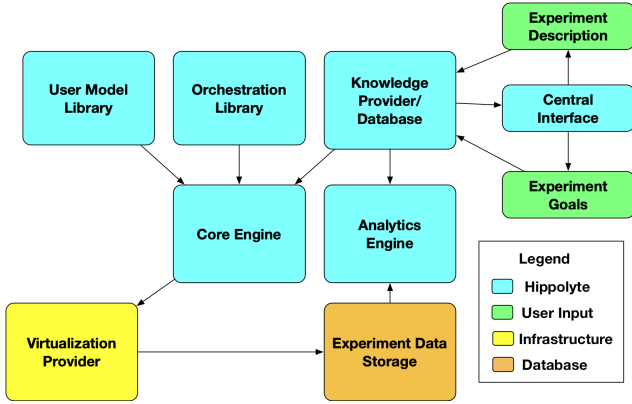 Experiment
Description
User Model
Library
Orchestration
Library
Knowledge
Provider/
Database
Central
Interface
Experiment
Goals
Core Engine
Analytics
Engine
Legend
Hippolyte
User Input
Infrastructure
Database
Virtualization
Provider
Experiment Data
Storage